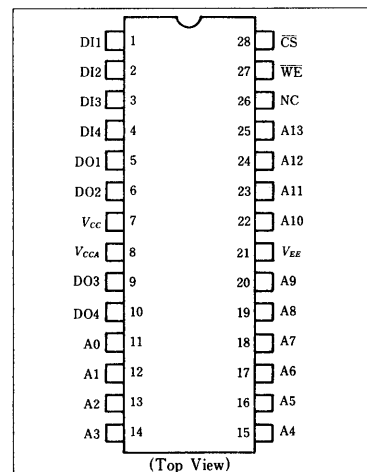 DI1 1 28 C̅S̅
DI2 2 27 W̅E̅
DI3 3 26 NC
DI4 4 25 A13
DO1 5 24 A12
DO2 6 23 A11
VCC 7 22 A10
VCCA 8 21 VEE
DO3 9 20 A9
DO4 10 19 A8
A0 11 18 A7
A1 12 17 A6
A2 13 16 A5
A3 14 15 A4
(Top View)